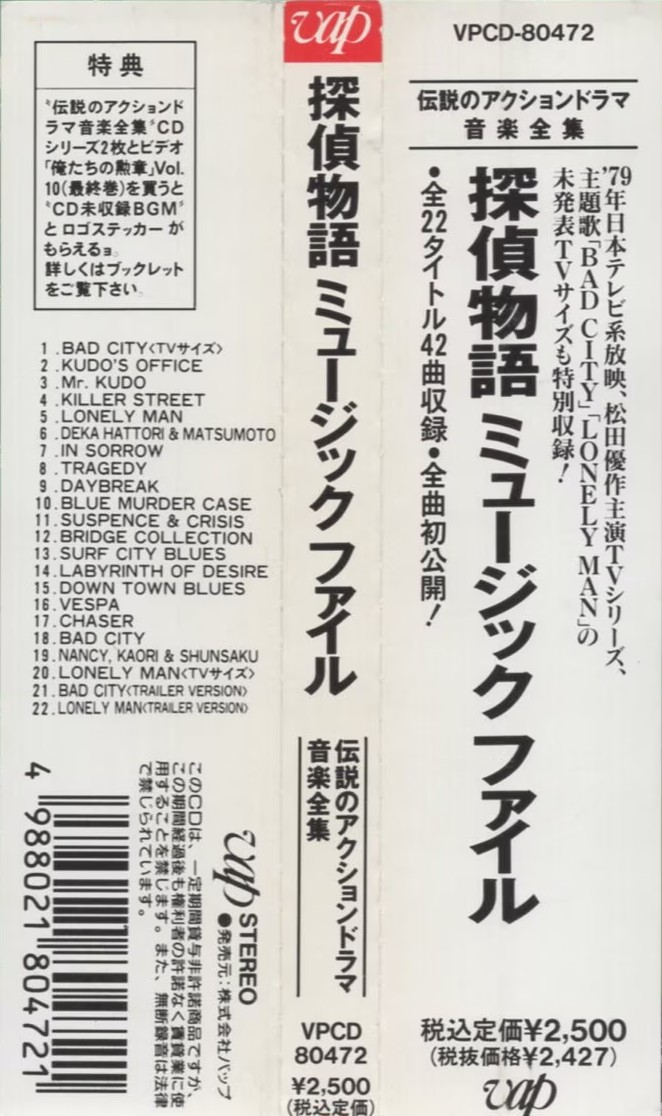 特典
"伝説のアクションド
ラマ音楽全集"CD
シリーズ2枚とビデオ
「俺たちの勲章」Vol.
10(最終巻)を買うと
"CD未収録BGM"
と ロゴステッカー が
もらえるョ。
詳しくはブックレット
をご覧下さい。
1.BAD CITY〈TVサイズ〉
2.KUDO'S OFFICE
3.Mr. KUDO
4.KILLER STREET
5.LONELY MAN
6.DEKA HATTORI & MATSUMOTO
7.IN SORROW
8.TRAGEDY
9.DAYBREAK
10.BLUE MURDER CASE
11.SUSPENCE & CRISIS
12.BRIDGE COLLECTION
13.SURF CITY BLUES
14.LABYRINTH OF DESIRE
15.DOWN TOWN BLUES
16.VESPA
17.CHASER
18.BAD CITY
19.NANCY, KAORI & SHUNSAKU
20.LONELY MAN〈TVサイズ〉
21.BAD CITY〈TRAILER VERSION〉
22.LONELY MAN〈TRAILER VERSION〉
4 988021 804721
このCDは、一定期間貸与非許諾商品ですが、
この期間経過後も権利者の許諾なく賃貸業に使
用することを禁じます。また、無断録音は法律
で禁じられています。
vap STEREO
●発売元：株式会社バップ
vap
探偵物語 ミュージック ファイル
伝説のアクションドラマ
音楽全集
VPCD
80472
¥2,500
(税込定価)
VPCD-80472
伝説のアクションドラマ
音楽全集
'79年日本テレビ系放映、松田優作主演TVシリーズ、
主題歌「BAD CITY」「LONELY MAN」の
未発表TVサイズも特別収録！
探偵物語 ミュージック ファイル
●全22タイトル42曲収録●全曲初公開！
税込定価¥2,500
(税抜価格¥2,427)
vap